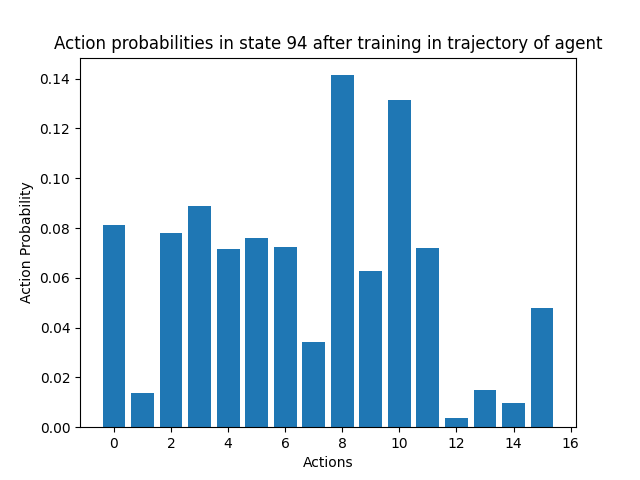 Action probabilities in state 94 after training in trajectory of agent
0.14
0.12
0.10
0.08
0.06
0.04
0.02
0.00
Action Probability
0 2 4 6 8 10 12 14 16
Actions